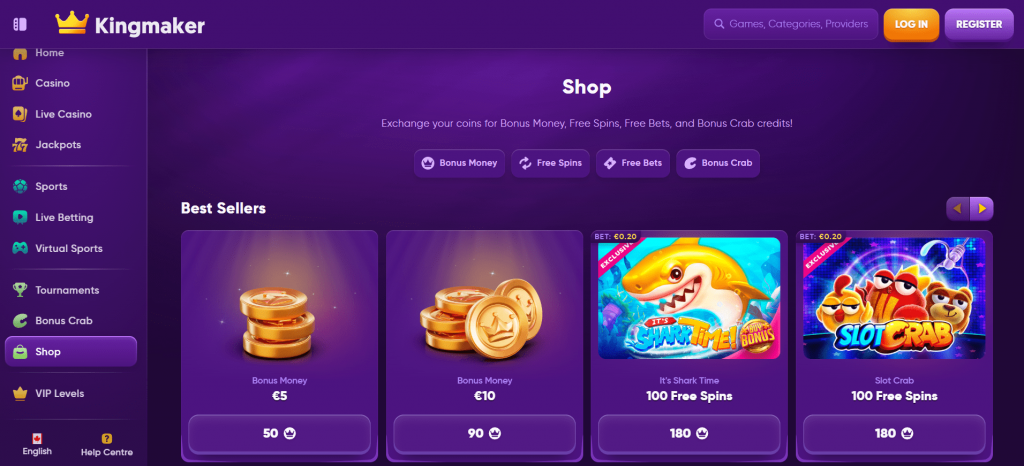 Kingmaker
Games, Categories, Providers
LOG IN
REGISTER
Home
Casino
Live Casino
Jackpots
Sports
Live Betting
Virtual Sports
Tournaments
Bonus Crab
Shop
VIP Levels
English
Help Centre
Shop
Exchange your coins for Bonus Money, Free Spins, Free Bets, and Bonus Crab credits!
Bonus Money
Free Spins
Free Bets
Bonus Crab
Best Sellers
Bonus Money
€5
50
Bonus Money
€10
90
BET: €0.20
EXCLUSIVE
IT'S
SHARK TIME!
BUY BONUS
It's Shark Time
100 Free Spins
180
BET: €0.20
EXCLUSIVE
SLOT CRAB
Slot Crab
100 Free Spins
180